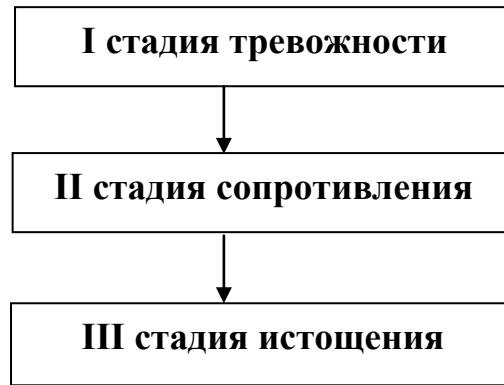 I стадия тревожности
II стадия сопротивления
III стадия истощения